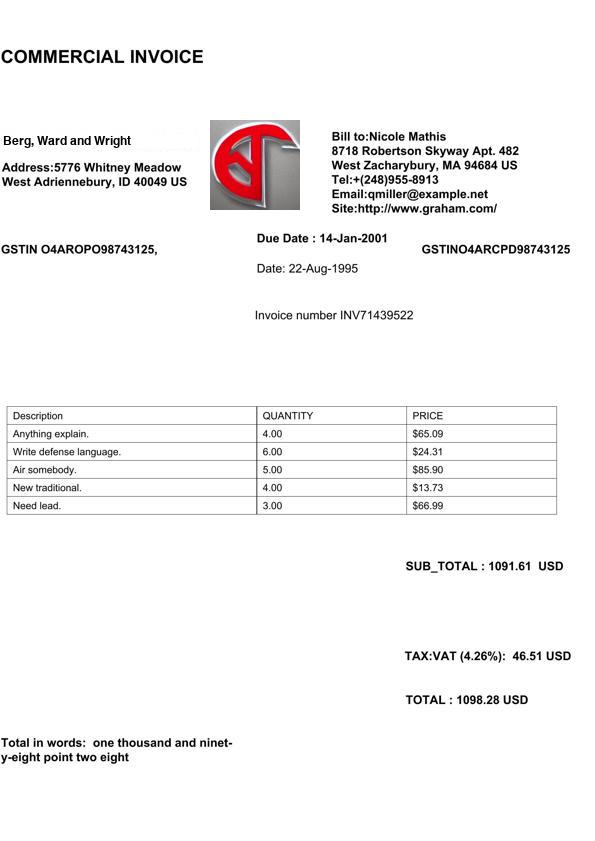 COMMERCIAL INVOICE
Berg, Ward and Wright
Address:5776 Whitney Meadow
West Adriennebury, ID 40049 US
Bill to:Nicole Mathis
8718 Robertson Skyway Apt. 482
West Zacharybury, MA 94684 US
Tel:+(248)955-8913
Email:qmiller@example.net
Site:http://www.graham.com/
GSTIN O4AROPO98743125,
Due Date : 14-Jan-2001
GSTINO4ARCPD98743125
Date: 22-Aug-1995
Invoice number INV71439522
Description QUANTITY PRICE
Anything explain. 4.00 $65.09
Write defense language. 6.00 $24.31
Air somebody. 5.00 $85.90
New traditional. 4.00 $13.73
Need lead. 3.00 $66.99
SUB_TOTAL : 1091.61 USD
TAX:VAT (4.26%): 46.51 USD
TOTAL : 1098.28 USD
Total in words: one thousand and ninet-
y-eight point two eight